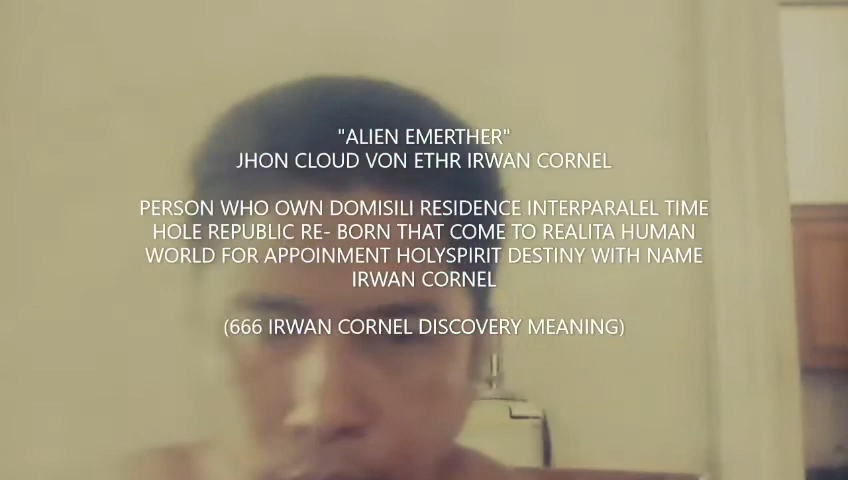 "ALIEN EMERTHER"
JHON CLOUD VON ETHR IRWAN CORNEL
PERSON WHO OWN DOMISILI RESIDENCE INTERPARALEL TIME
HOLE REPUBLIC RE- BORN THAT COME TO REALITA HUMAN
WORLD FOR APPOINMENT HOLYSPIRIT DESTINY WITH NAME
IRWAN CORNEL
(666 IRWAN CORNEL DISCOVERY MEANING)